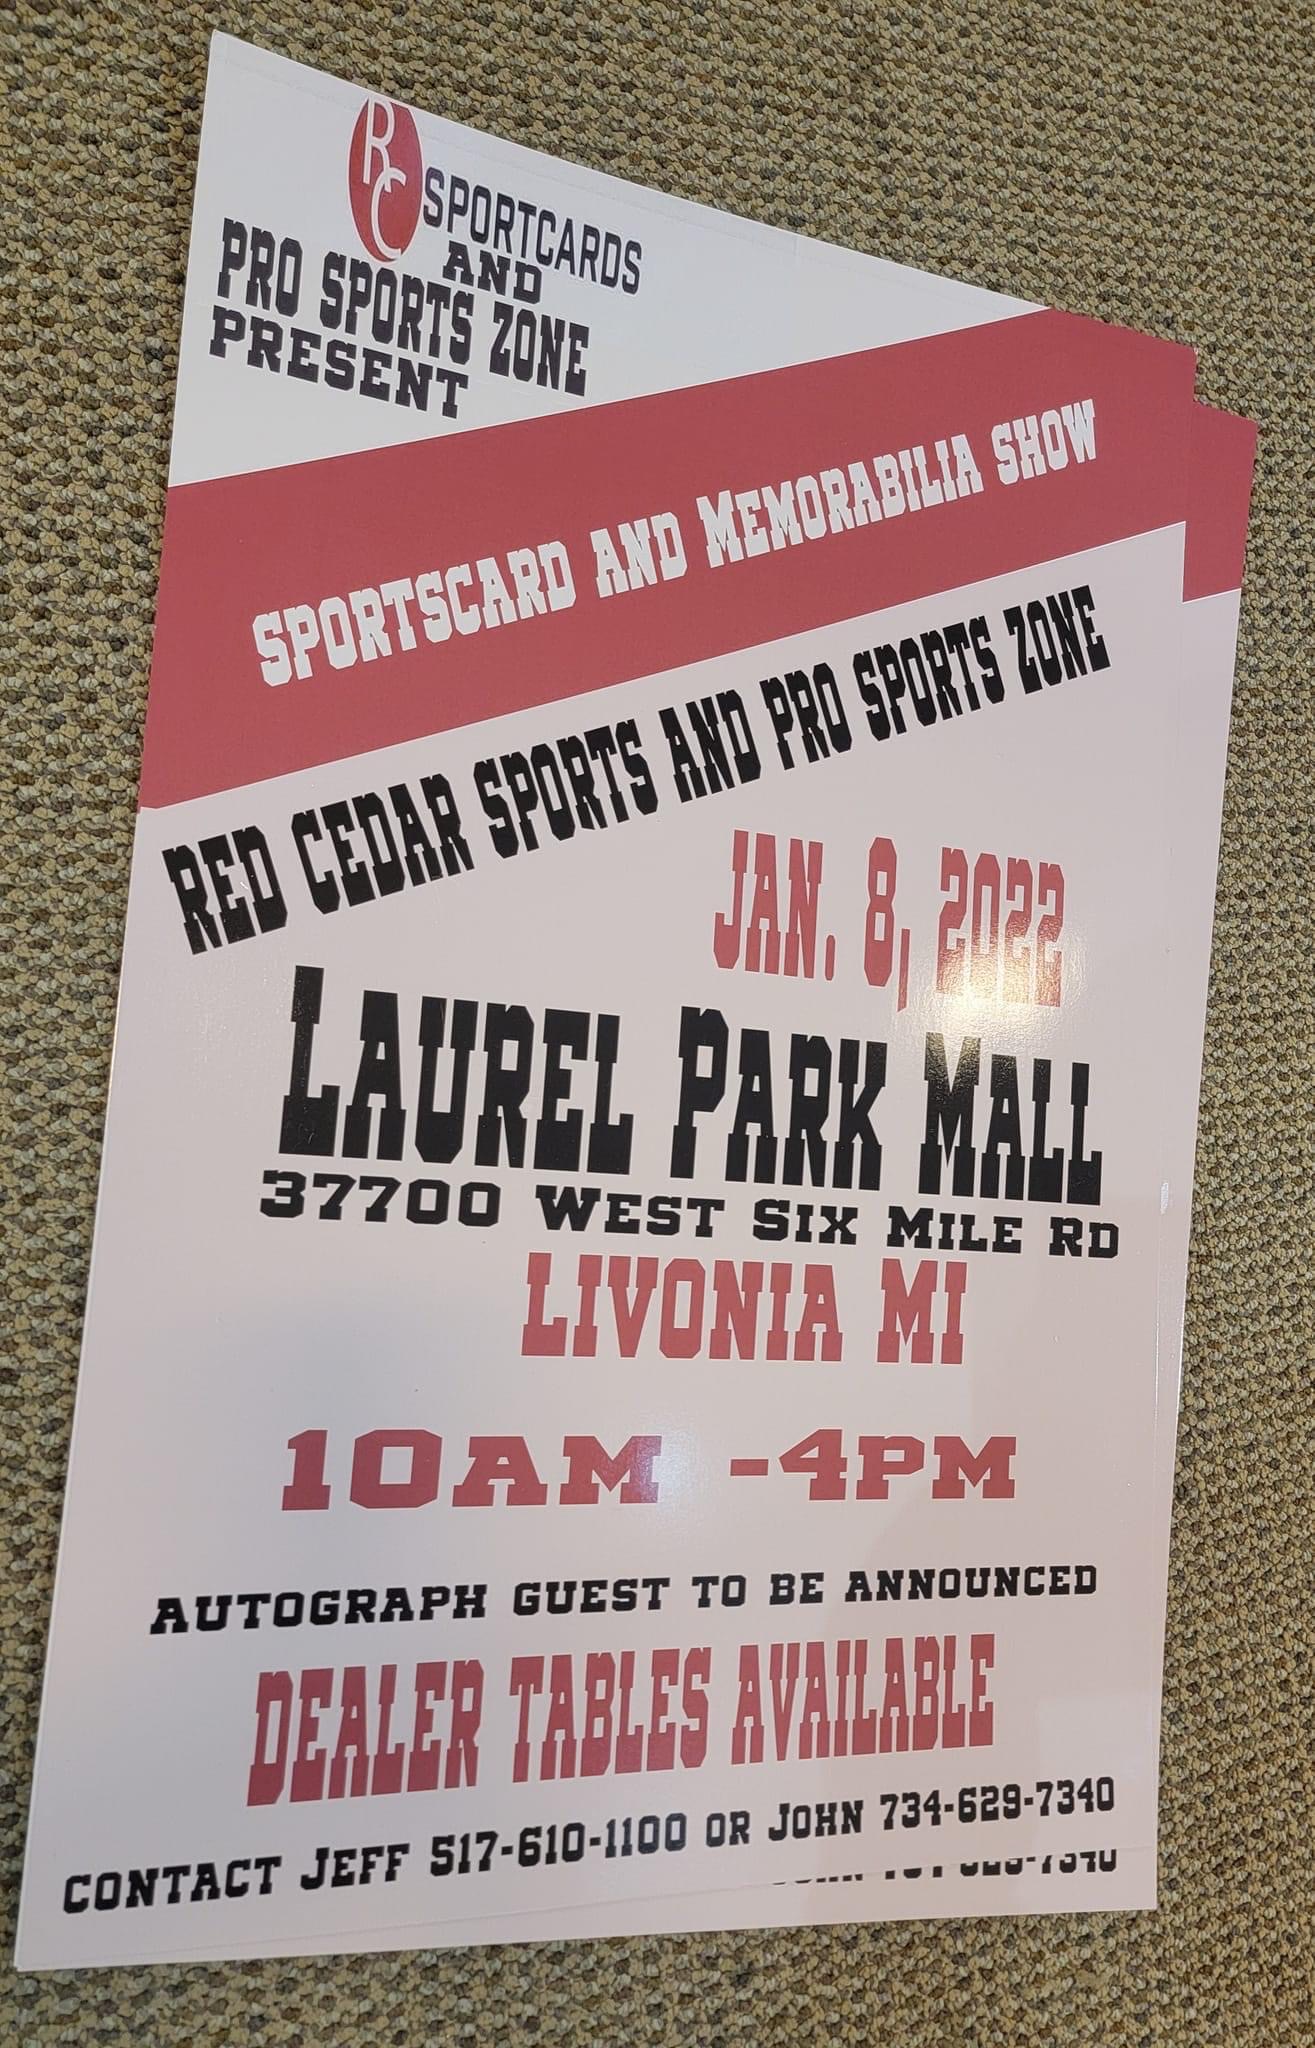 RC SPORTCARDS
AND
PRO SPORTS ZONE
PRESENT
SPORTSCARD AND MEMORABILIA SHOW
RED CEDAR SPORTS AND PRO SPORTS ZONE
JAN. 8, 2022
LAUREL PARK MALL
37700 WEST SIX MILE RD
LIVONIA MI
10AM -4PM
AUTOGRAPH GUEST TO BE ANNOUNCED
DEALER TABLES AVAILABLE
CONTACT JEFF 517-610-1100 OR JOHN 734-629-7340